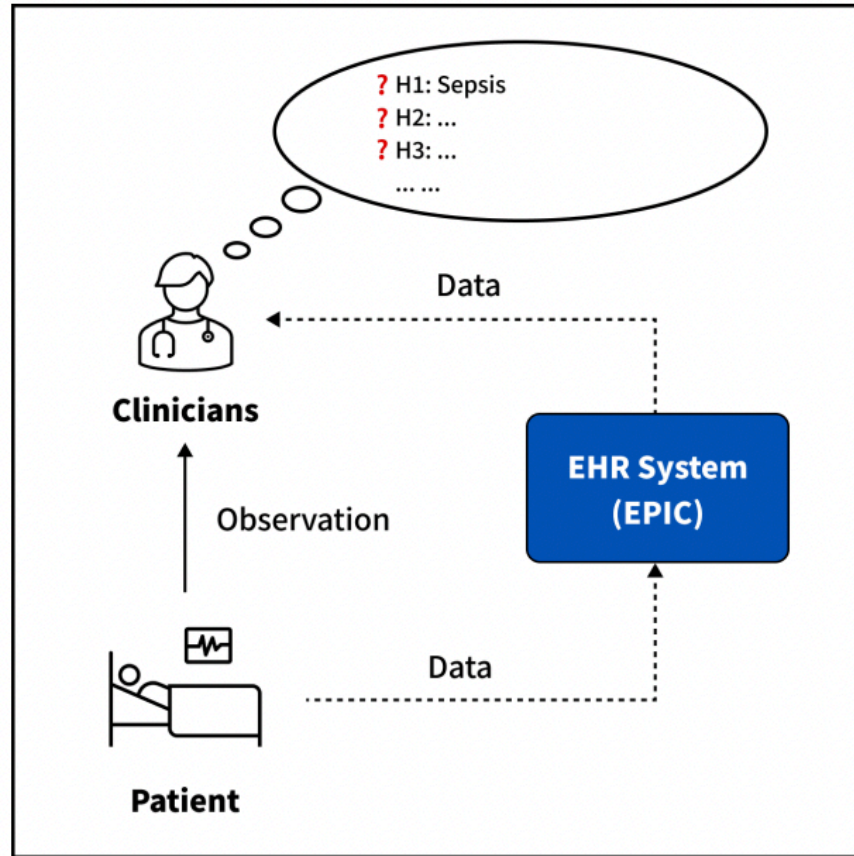 ? H1: Sepsis
? H2: ...
? H3: ...
... ...
Data
Clinicians
EHR System
(EPIC)
Observation
Data
Patient